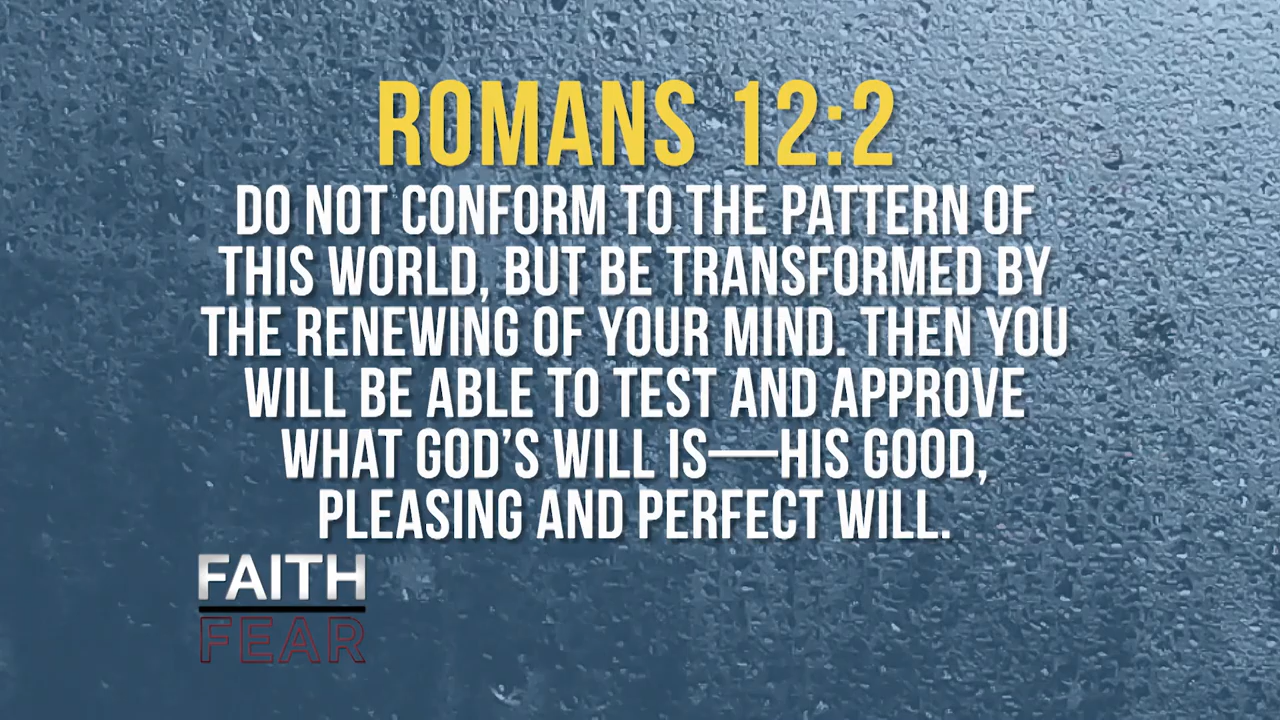 ROMANS 12:2
DO NOT CONFORM TO THE PATTERN OF
THIS WORLD, BUT BE TRANSFORMED BY
THE RENEWING OF YOUR MIND. THEN YOU
WILL BE ABLE TO TEST AND APPROVE
WHAT GOD’S WILL IS—HIS GOOD,
PLEASING AND PERFECT WILL.
FAITH
FEAR